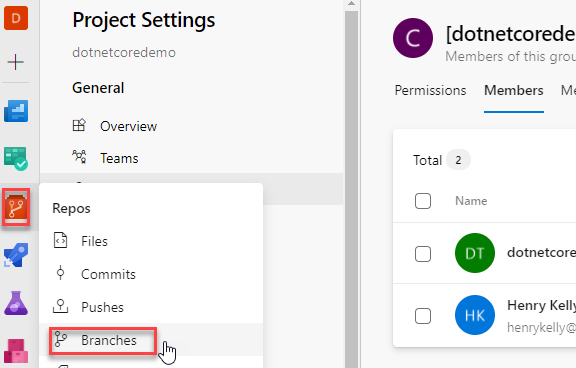 D
Project Settings
dotnetcoredemo
General
Overview
Teams
Repos
Files
Commits
Pushes
Branches
C
[dotnetcorede
Members of this grou
Permissions Members Me
Total 2
Name
DT dotnetcore
HK Henry Kelly
henrykelly@